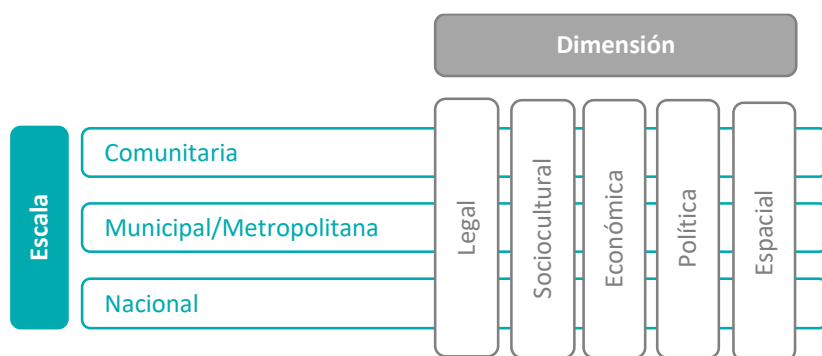 Dimensión
Escala
Comunitaria
Municipal/Metropolitana
Nacional
Legal
Sociocultural
Económica
Política
Espacial